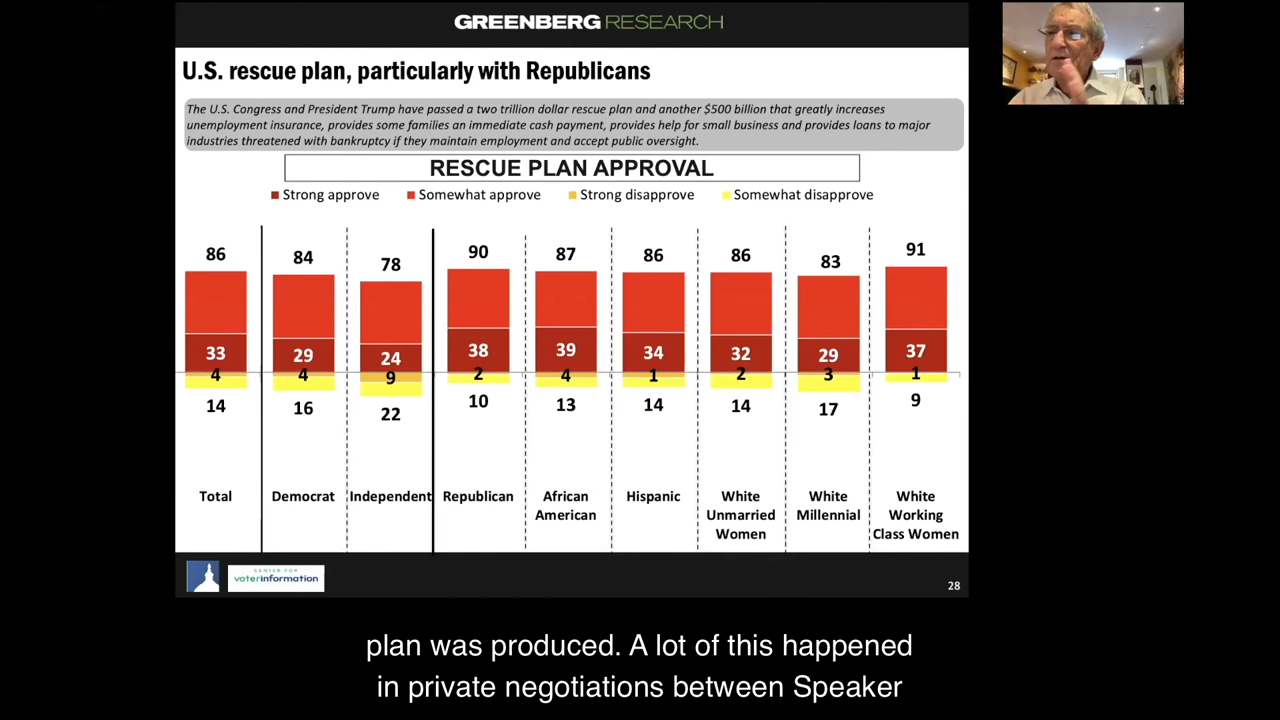 GREENBERG RESEARCH
U.S. rescue plan, particularly with Republicans
The U.S. Congress and President Trump have passed a two trillion dollar rescue plan and another $500 billion that greatly increases
unemployment insurance, provides some families an immediate cash payment, provides help for small business and provides loans to major
industries threatened with bankruptcy if they maintain employment and accept public oversight.
RESCUE PLAN APPROVAL
Strong approve Somewhat approve Strong disapprove Somewhat disapprove
86 84 78 90 87 86 86 83 91
33 29 24 38 39 34 32 29 37
4 4 9 2 4 1 2 3 1
14 16 22 10 13 14 14 17 9
Total Democrat Independent Republican African Hispanic White White White
American Unmarried Millennial Working
Women Class Women
CENTER FOR
voterinformation
28
plan was produced. A lot of this happened
in private negotiations between Speaker